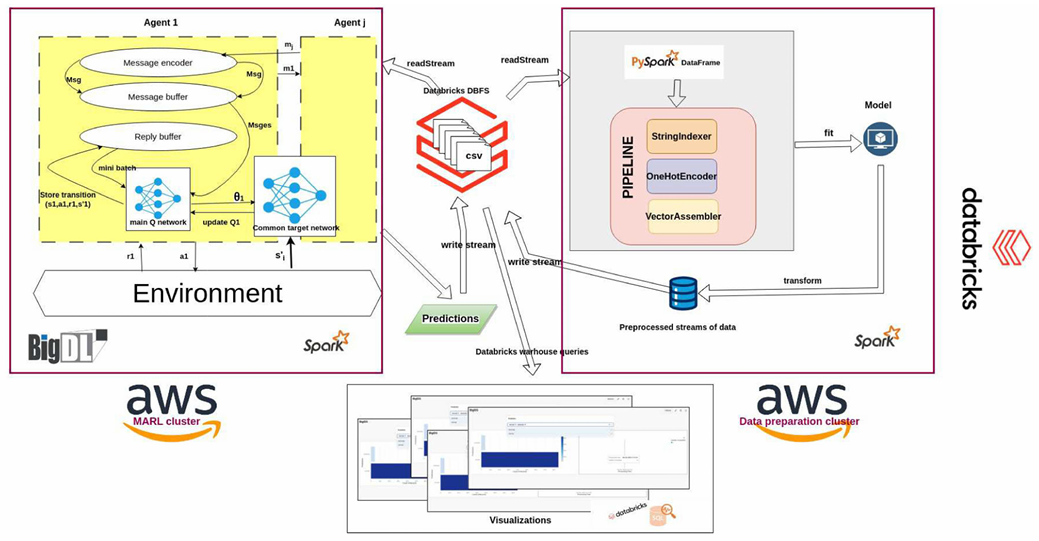 Agent 1
Agent j
Message encoder
mj
m1
Msg
Msg
Message buffer
Msges
Reply buffer
mini batch
Store transition
(s1,a1,r1,s'1)
main Q network
θ1
update Q1
Common target network
r1
a1
s'i
Environment
BigDL
Spark
aws
MARL cluster
readStream
readStream
Databricks DBFS
csv
write stream
write stream
Predictions
Databricks warhouse queries
PySpark DataFrame
PIPELINE
StringIndexer
OneHotEncoder
VectorAssembler
fit
Model
transform
Preprocessed streams of data
Spark
aws
Data preparation cluster
databricks
Visualizations
databricks
SQL